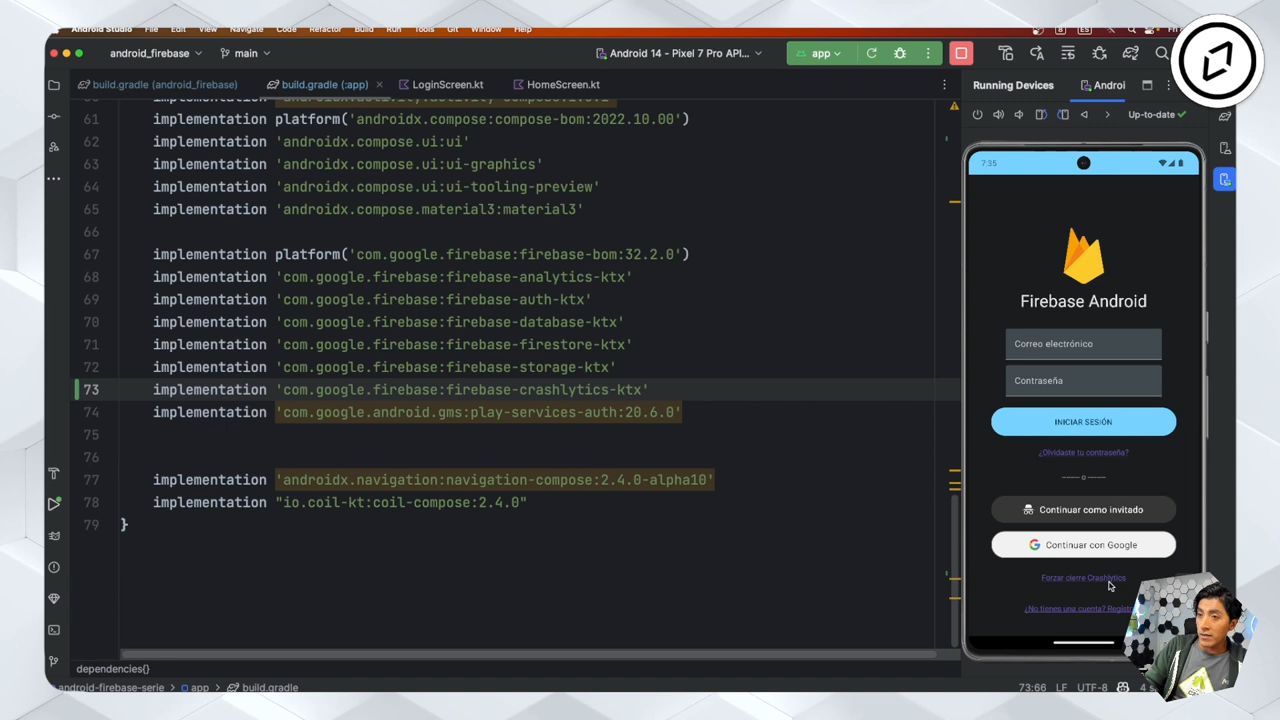 Android Studio File Edit View Navigate Code Refactor Build Run Tools Git Window Help
android_firebase main Android 14 - Pixel 7 Pro API... app
build.gradle (android_firebase) build.gradle (:app) LoginScreen.kt HomeScreen.kt
Running Devices Androi
Up-to-date
61 implementation platform('androidx.compose:compose-bom:2022.10.00')
62 implementation 'androidx.compose.ui:ui'
63 implementation 'androidx.compose.ui:ui-graphics'
64 implementation 'androidx.compose.ui:ui-tooling-preview'
65 implementation 'androidx.compose.material3:material3'
66
67 implementation platform('com.google.firebase:firebase-bom:32.2.0')
68 implementation 'com.google.firebase:firebase-analytics-ktx'
69 implementation 'com.google.firebase:firebase-auth-ktx'
70 implementation 'com.google.firebase:firebase-database-ktx'
71 implementation 'com.google.firebase:firebase-firestore-ktx'
72 implementation 'com.google.firebase:firebase-storage-ktx'
73 implementation 'com.google.firebase:firebase-crashlytics-ktx'
74 implementation 'com.google.android.gms:play-services-auth:20.6.0'
75
76
77 implementation 'androidx.navigation:navigation-compose:2.4.0-alpha10'
78 implementation "io.coil-kt:coil-compose:2.4.0"
79 }
dependencies{}
android-firebase-serie app build.gradle
73:66 LF UTF-8
7:35
Firebase Android
Correo electrónico
Contraseña
INICIAR SESIÓN
¿Olvidaste tu contraseña?
------ o ------
Continuar como invitado
Continuar con Google
Forzar cierre Crashlytics
¿No tienes una cuenta?